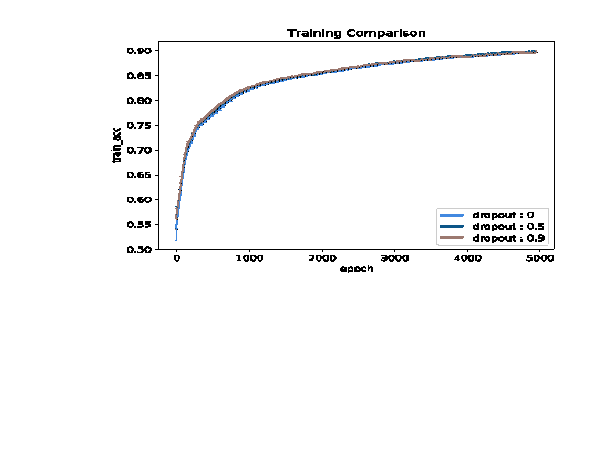 Training Comparison
0.90
0.85
0.80
0.75
0.70
0.65
0.60
0.55
0.50
train_acc
0 1000 2000 3000 4000 5000
epoch
dropout : 0
dropout : 0.5
dropout : 0.9